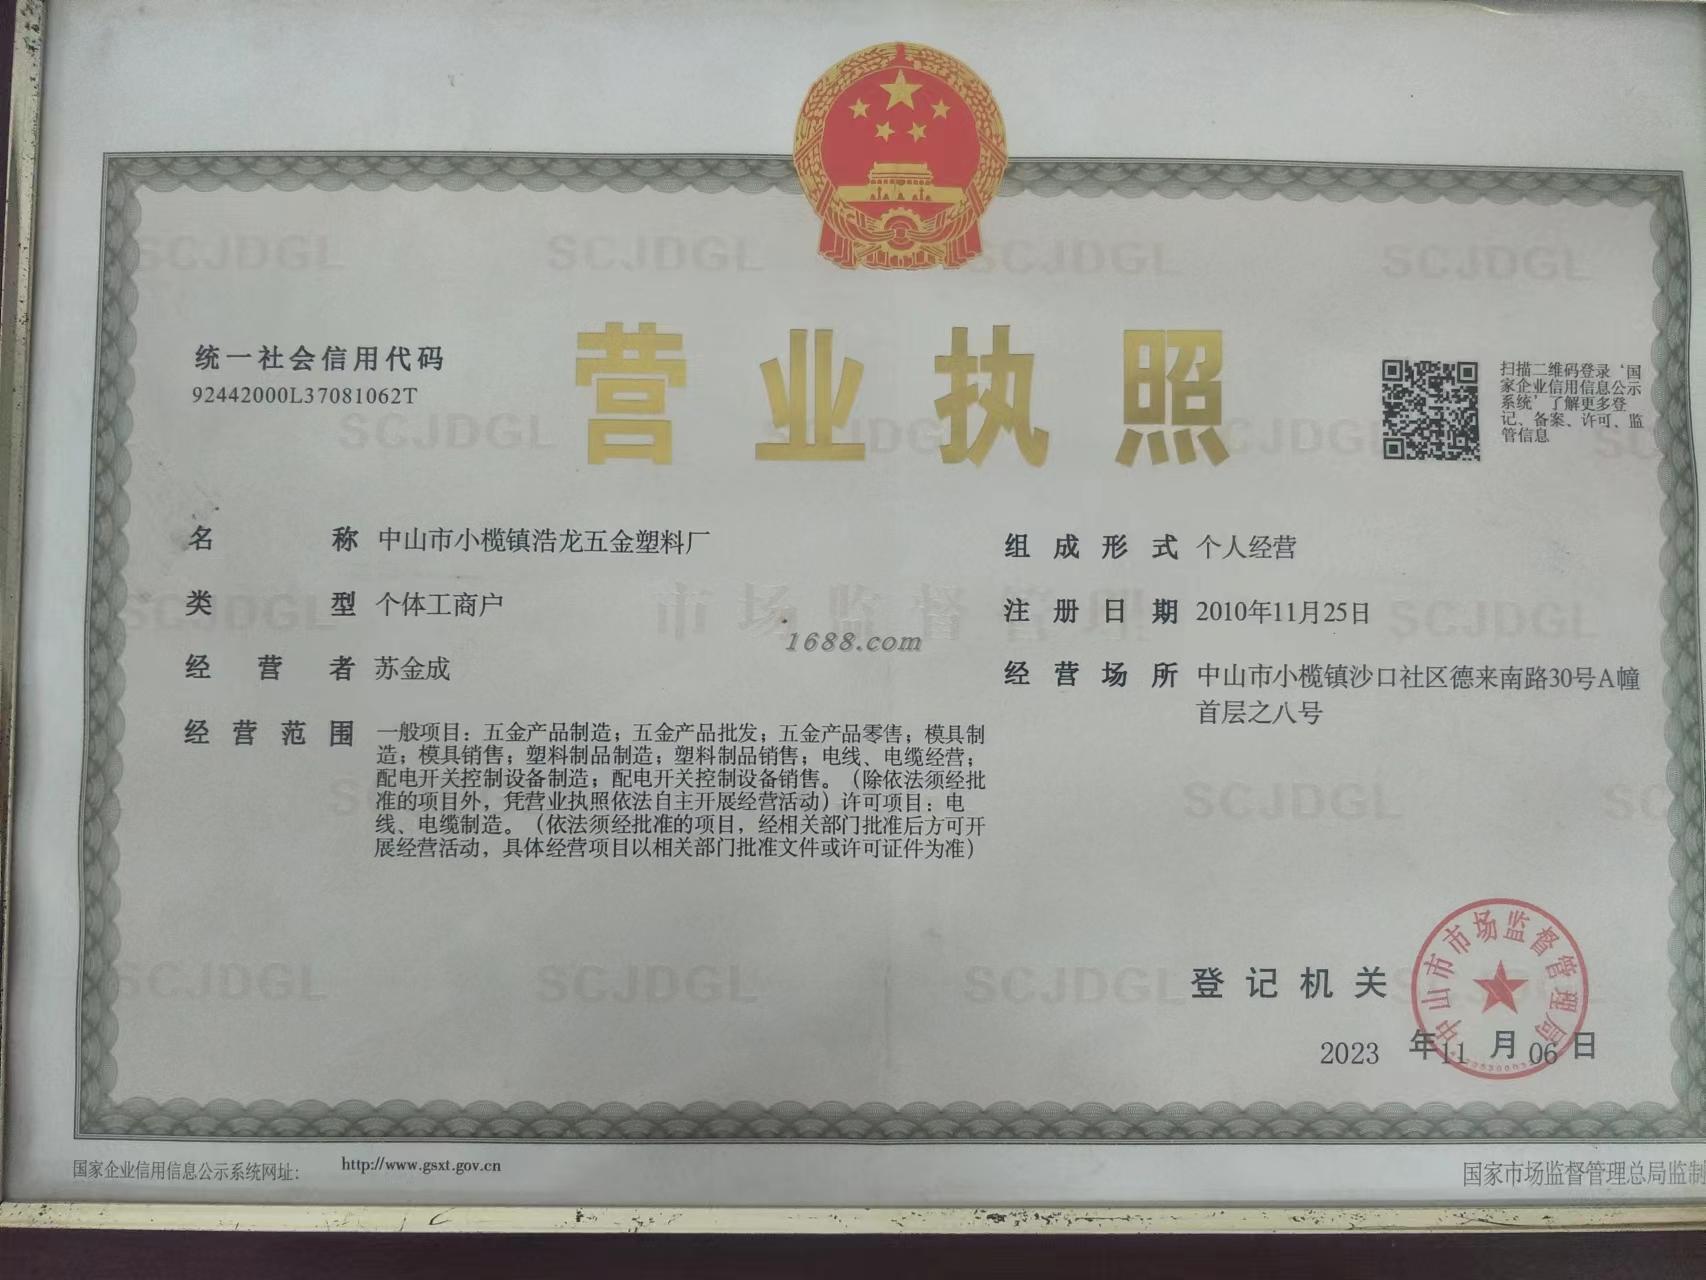 统一社会信用代码
92442000L37081062T
营业执照
扫描二维码登录‘国
家企业信用信息公示
系统’了解更多登
记、备案、许可、监
管信息
名称 中山市小榄镇浩龙五金塑料厂
类型 个体工商户
经营者 苏金成
经营范围 一般项目：五金产品制造；五金产品批发；五金产品零售；模具制
造；模具销售；塑料制品制造；塑料制品销售；电线、电缆经营；
配电开关控制设备制造；配电开关控制设备销售。（除依法须经批
准的项目外，凭营业执照依法自主开展经营活动）许可项目：电
线、电缆制造。（依法须经批准的项目，经相关部门批准后方可开
展经营活动，具体经营项目以相关部门批准文件或许可证件为准）
组成形式 个人经营
注册日期 2010年11月25日
经营场所 中山市小榄镇沙口社区德来南路30号A幢
首层之八号
市场监督管理
1688.com
SCJDGL
登记机关
中山市市场监督管理局
2023年11月06日
国家企业信用信息公示系统网址： http://www.gsxt.gov.cn
国家市场监督管理总局监制